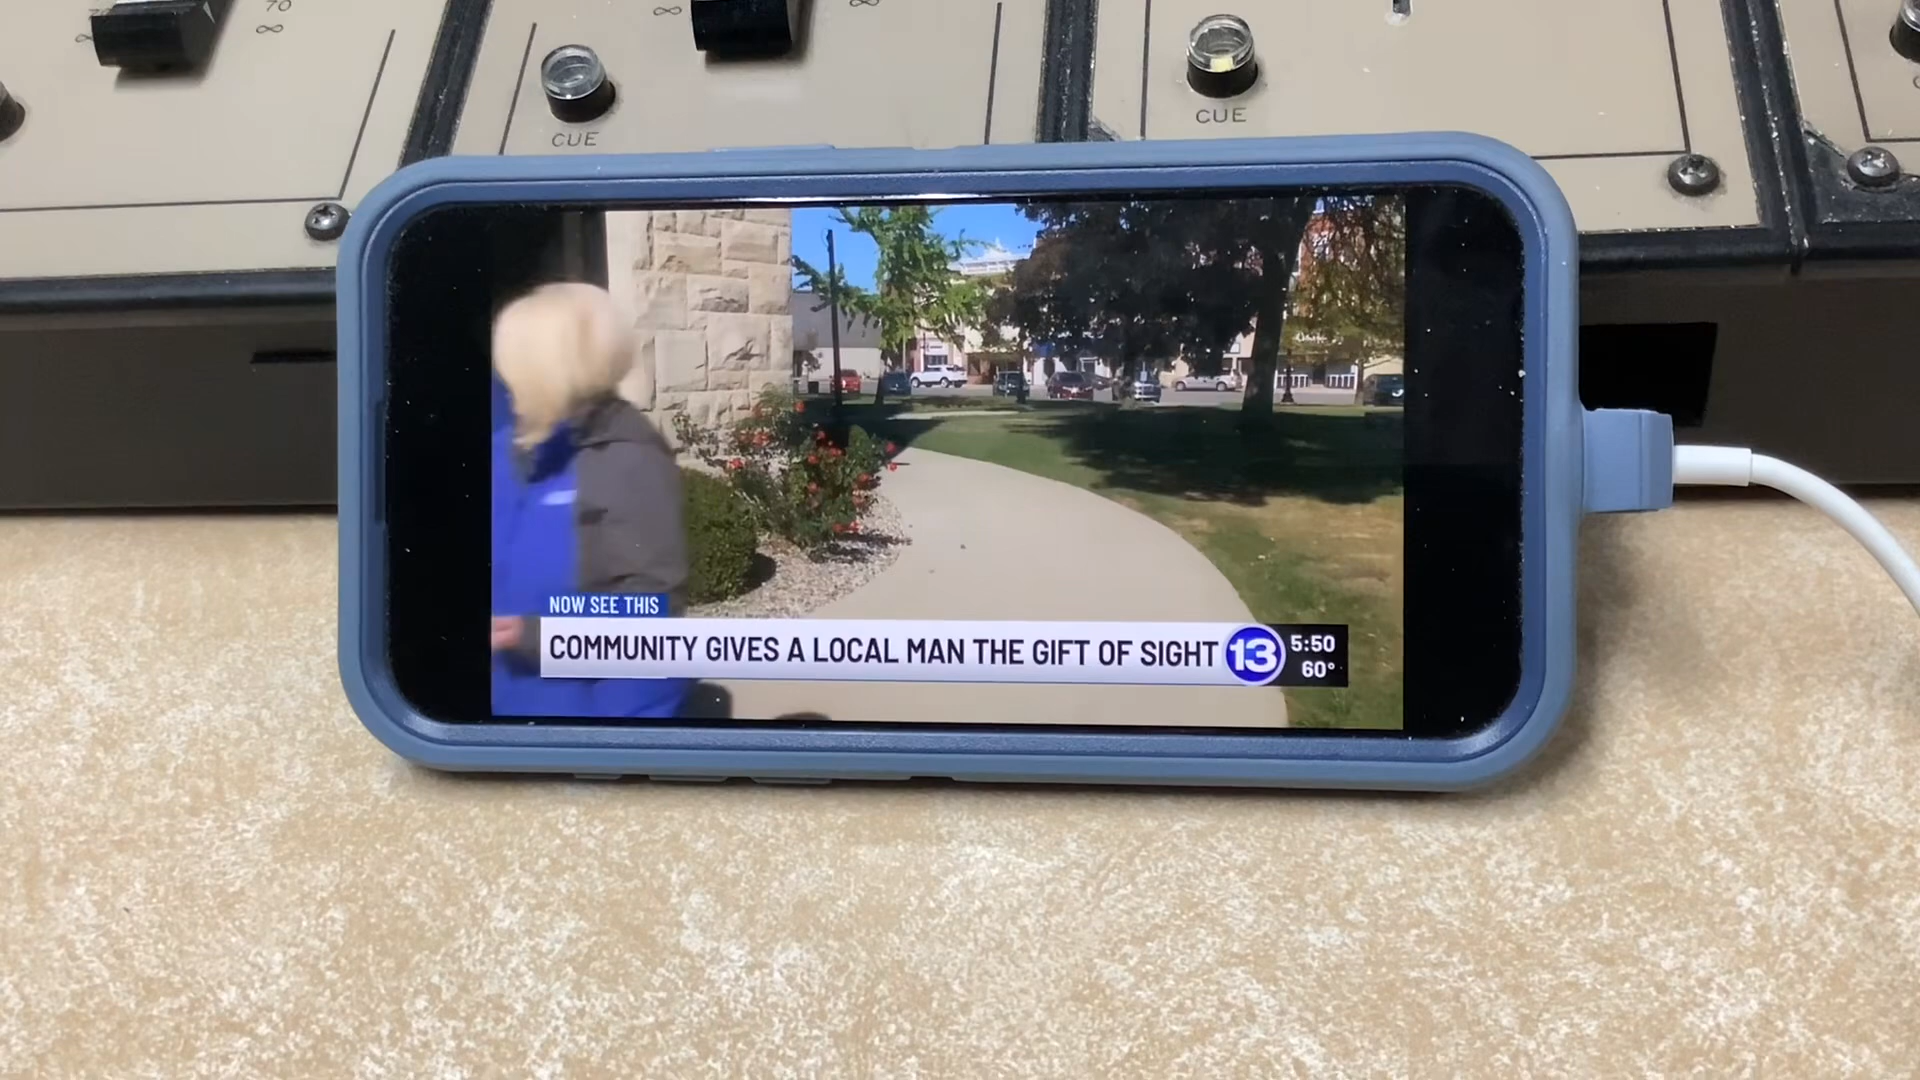 70
∞
∞
∞
∞
CUE
CUE
NOW SEE THIS
COMMUNITY GIVES A LOCAL MAN THE GIFT OF SIGHT
13
5:50
60°